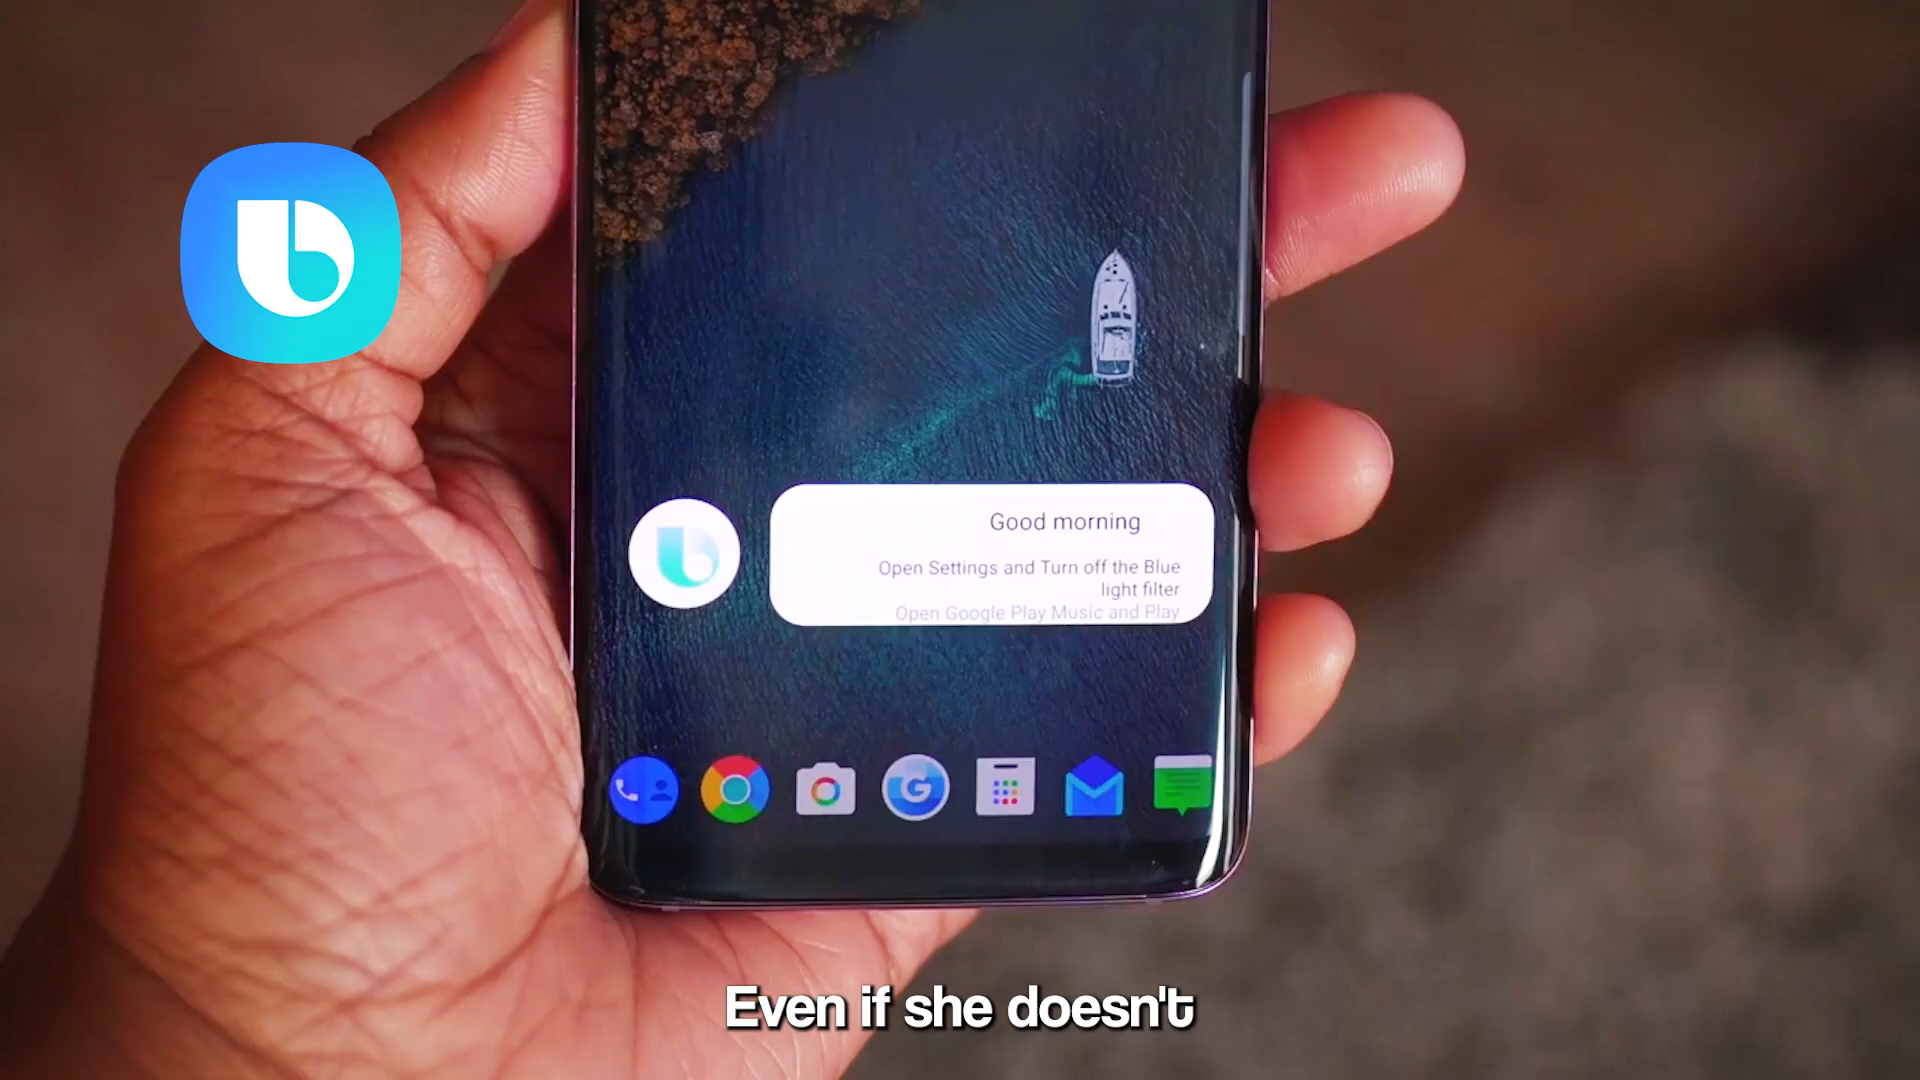 Good morning
Open Settings and Turn off the Blue
light filter
Open Google Play Music and Play
G
Even if she doesn't